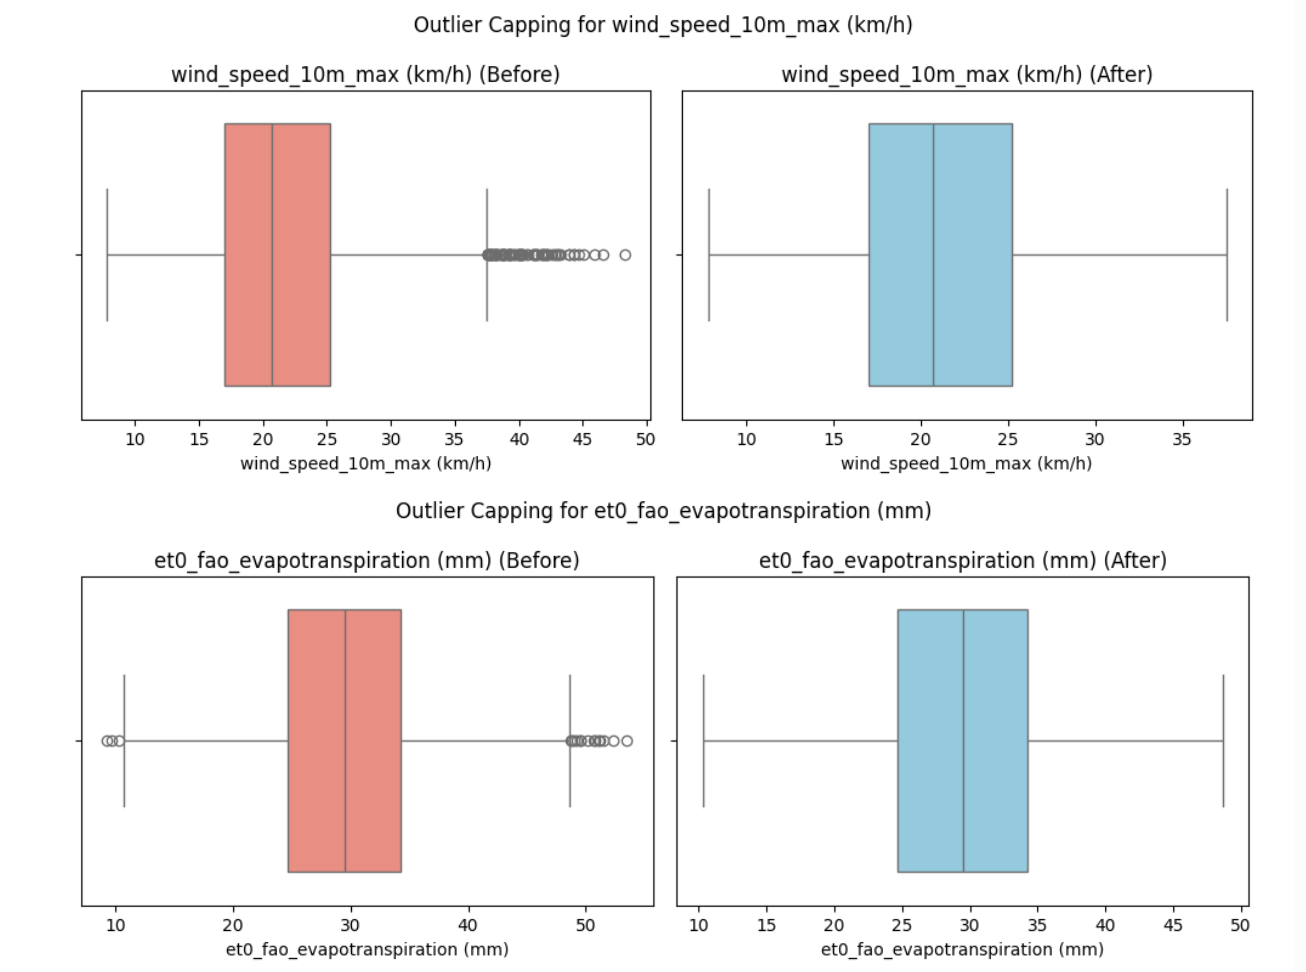 Outlier Capping for wind_speed_10m_max (km/h)
wind_speed_10m_max (km/h) (Before)
wind_speed_10m_max (km/h) (After)
10 15 20 25 30 35 40 45 50
10 15 20 25 30 35
wind_speed_10m_max (km/h)
wind_speed_10m_max (km/h)
Outlier Capping for et0_fao_evapotranspiration (mm)
et0_fao_evapotranspiration (mm) (Before)
et0_fao_evapotranspiration (mm) (After)
10 20 30 40 50
10 15 20 25 30 35 40 45 50
et0_fao_evapotranspiration (mm)
et0_fao_evapotranspiration (mm)